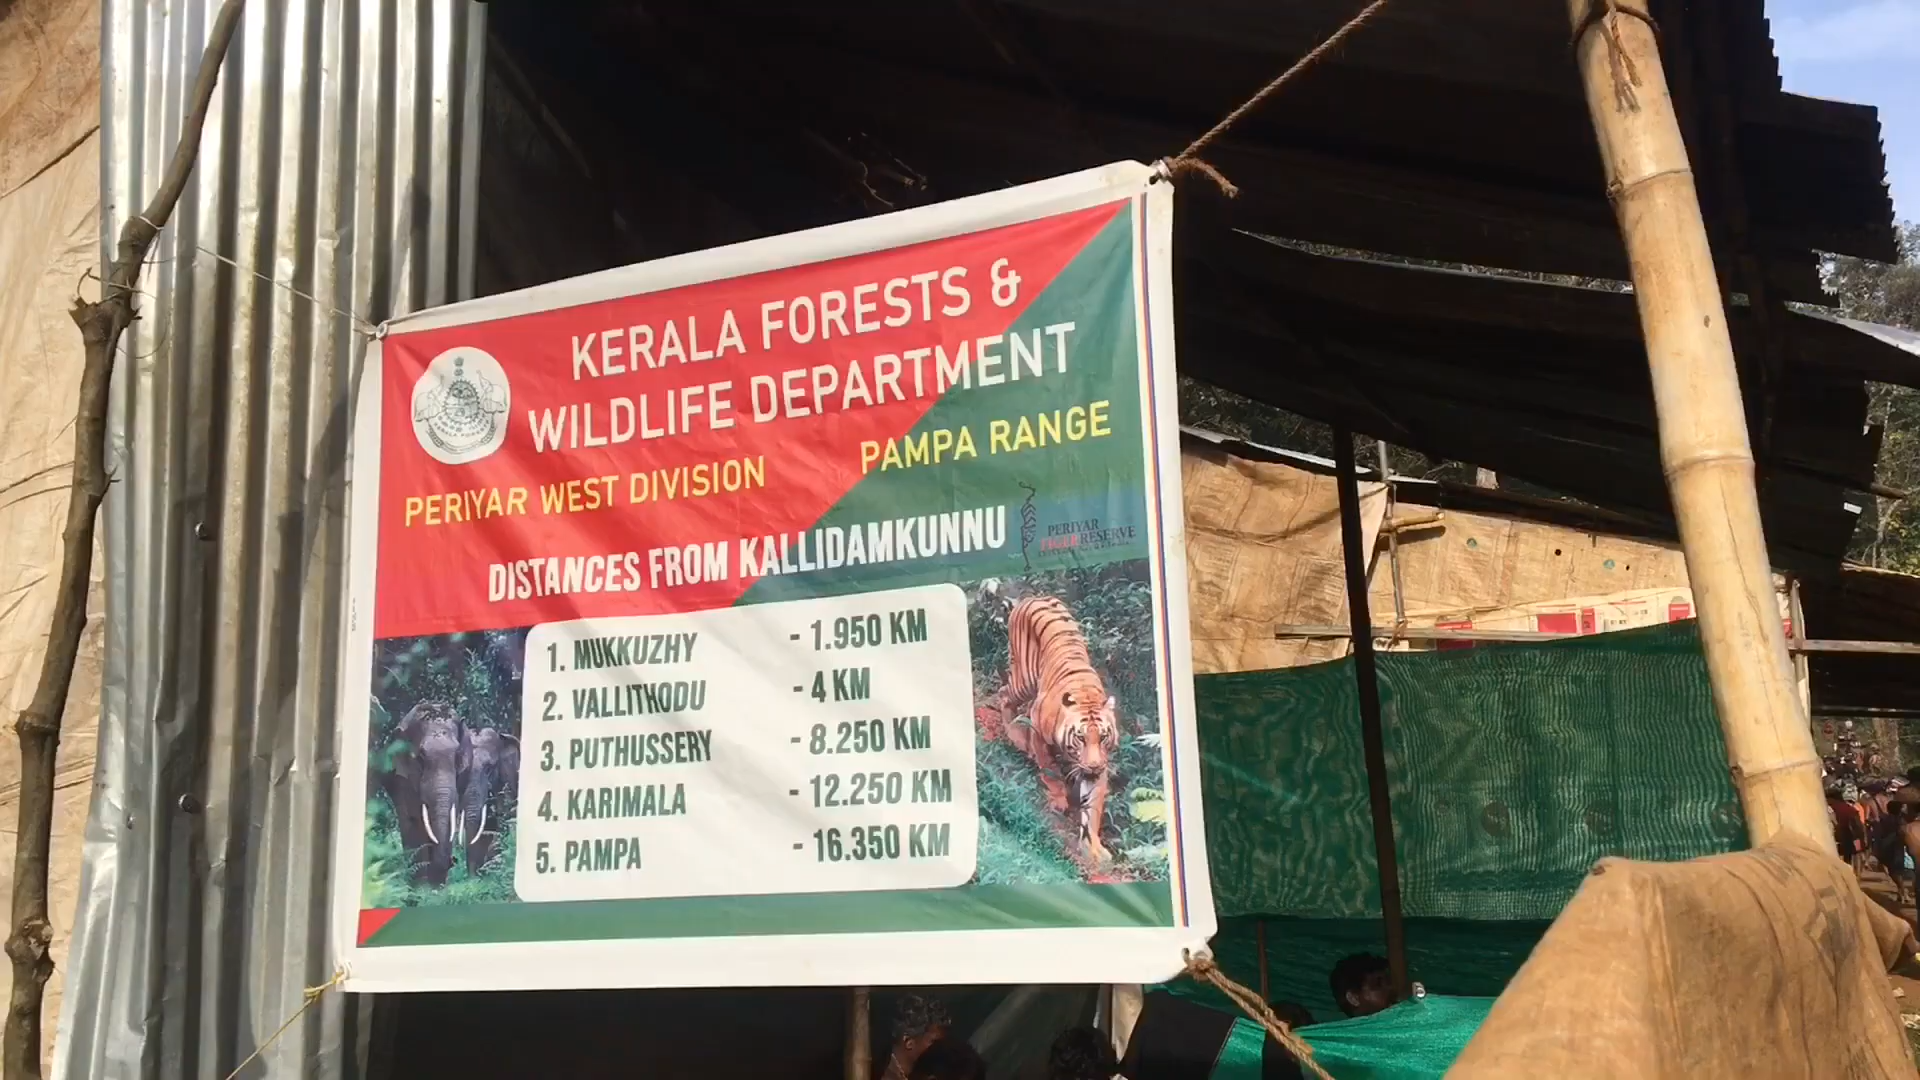 KERALA FORESTS &
WILDLIFE DEPARTMENT
PERIYAR WEST DIVISION
PAMPA RANGE
DISTANCES FROM KALLIDAMKUNNU
PERIYAR
TIGER RESERVE
1. MUKKUZHY - 1.950 KM
2. VALLITHODU - 4 KM
3. PUTHUSSERY - 8.250 KM
4. KARIMALA - 12.250 KM
5. PAMPA - 16.350 KM